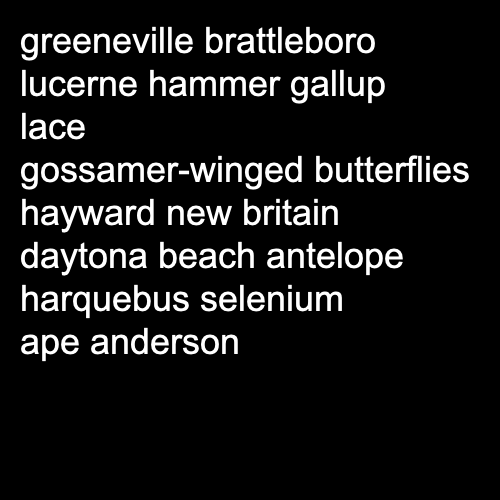 greeneville brattleboro
lucerne hammer gallup
lace
gossamer-winged butterflies
hayward new britain
daytona beach antelope
harquebus selenium
ape anderson